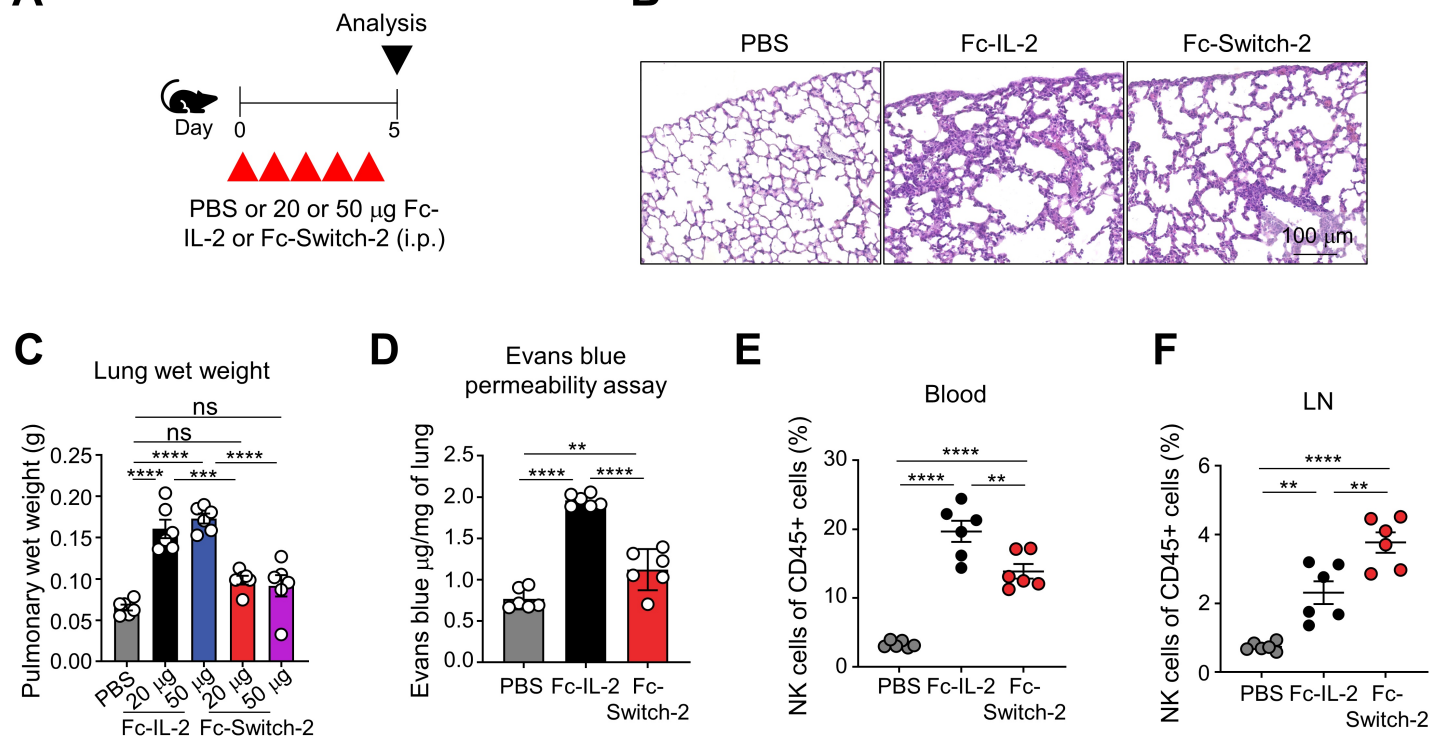 A
Analysis
Day
0
5
PBS or 20 or 50 μg Fc-
IL-2 or Fc-Switch-2 (i.p.)
B
PBS
Fc-IL-2
Fc-Switch-2
100 μm
C
Lung wet weight
ns
ns
**** ****
**** ***
Pulmonary wet weight (g)
0.25
0.20
0.15
0.10
0.05
0.00
PBS
20 μg
50 μg
20 μg
50 μg
Fc-IL-2
Fc-Switch-2
D
Evans blue
permeability assay
**
**** ****
Evans blue μg/mg of lung
2.5
2.0
1.5
1.0
0.5
0.0
PBS
Fc-IL-2
Fc-
Switch-2
E
Blood
****
**** **
NK cells of CD45+ cells (%)
30
20
10
0
PBS
Fc-IL-2
Fc-
Switch-2
F
LN
****
** **
NK cells of CD45+ cells (%)
6
4
2
0
PBS
Fc-IL-2
Fc-
Switch-2